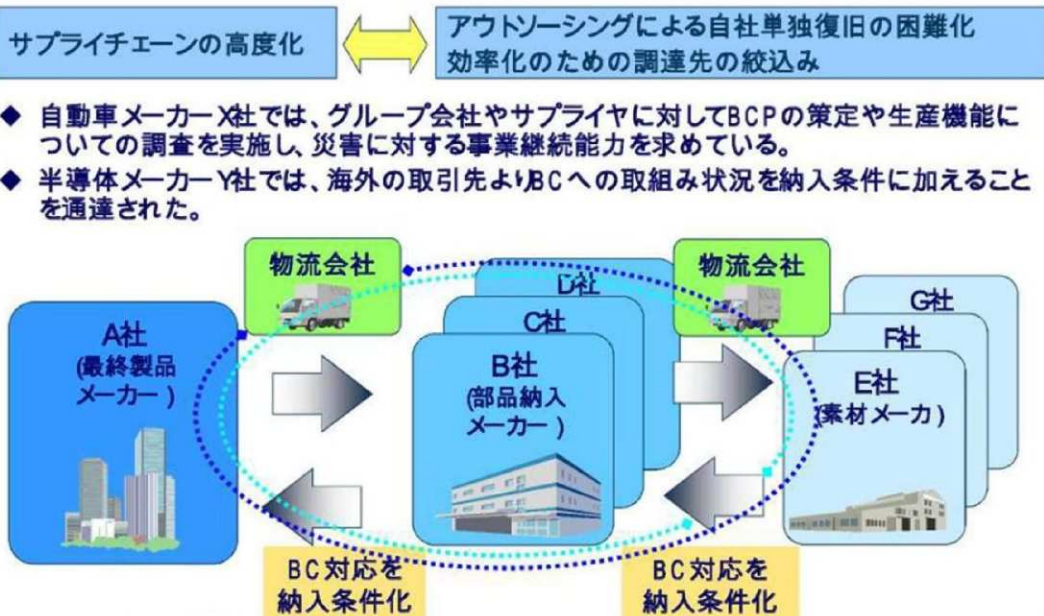 サプライチェーンの高度化
アウトソーシングによる自社単独復旧の困難化
効率化のための調達先の絞込み
◆ 自動車メーカーX社では、グループ会社やサプライヤに対してBCPの策定や生産機能に
ついての調査を実施し、災害に対する事業継続能力を求めている。
◆ 半導体メーカーY社では、海外の取引先よりBCへの取組み状況を納入条件に加えること
を通達された。
物流会社
物流会社
A社
(最終製品
メーカー)
D社
C社
B社
(部品納入
メーカー)
G社
F社
E社
(素材メーカ)
BC対応を
納入条件化
BC対応を
納入条件化